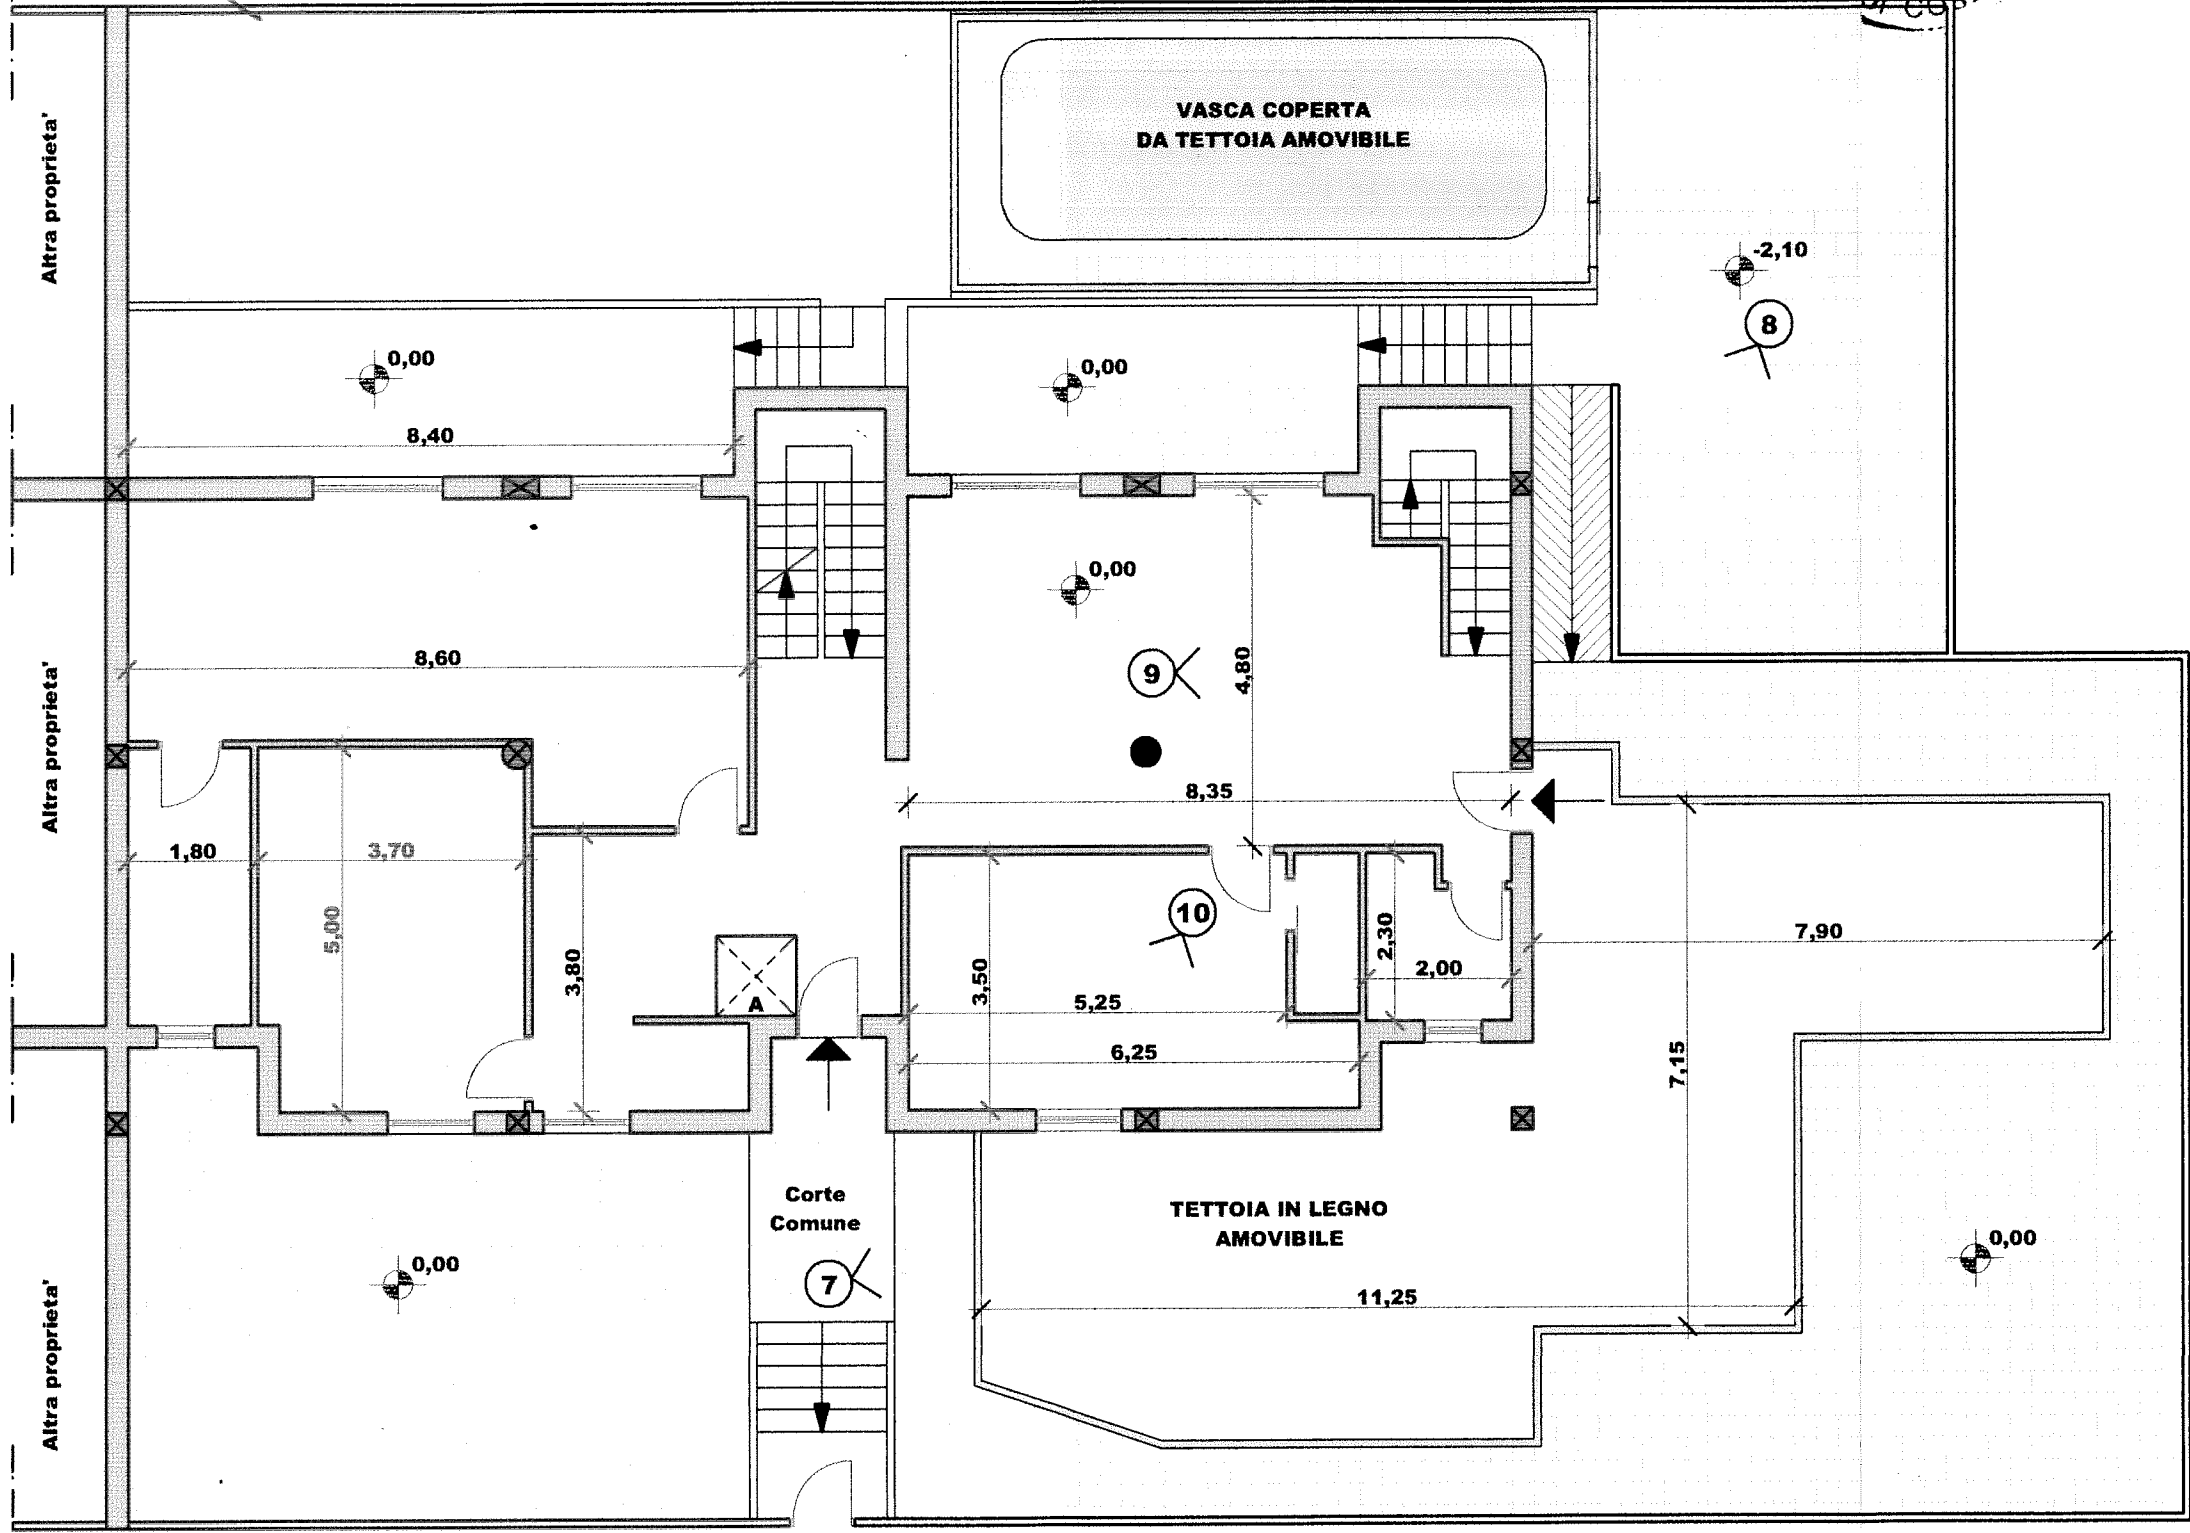 VASCA COPERTA
DA TETTOIA AMOVIBILE
Altra proprieta'
-2,10
8
0,00
0,00
8,40
0,00
9
4,80
8,60
Altra proprieta'
8,35
1,80
3,70
5,00
3,80
10
2,30
7,90
2,00
3,50
5,25
A
6,25
7,15
Corte
Comune
TETTOIA IN LEGNO
AMOVIBILE
0,00
0,00
7
11,25
Altra proprieta'